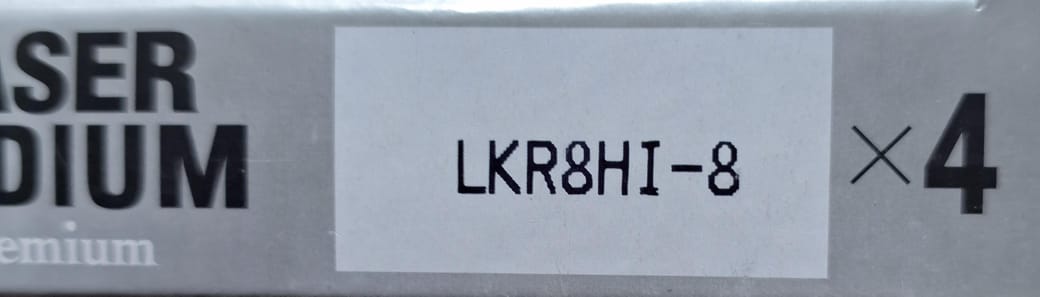 ASER
DIUM
emium
LKR8HI-8
×4